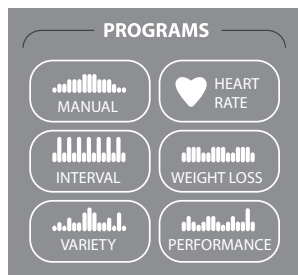 PROGRAMS
MANUAL
HEART
RATE
INTERVAL
WEIGHT LOSS
VARIETY
PERFORMANCE